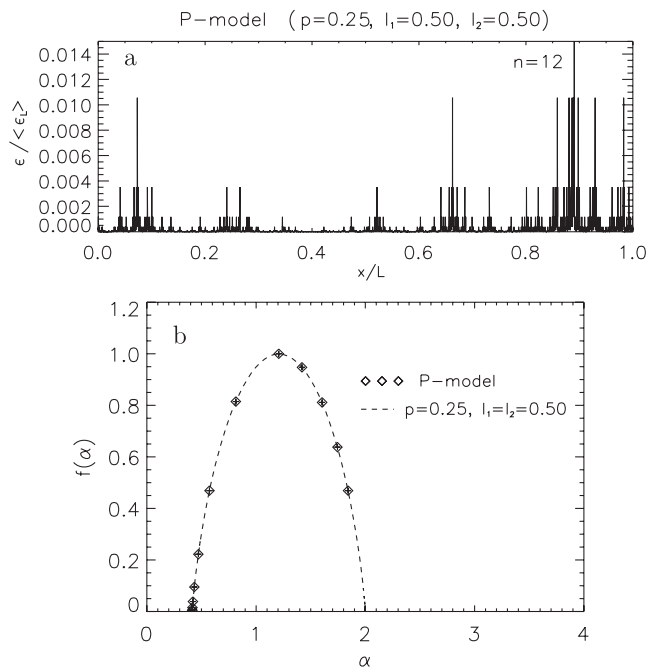 P-model (p=0.25, l₁=0.50, l₂=0.50)
a
n=12
0.014
0.012
0.010
0.008
0.006
0.004
0.002
0.000
ϵ / < ϵ_L >
0.0
0.2
0.4
0.6
0.8
1.0
x/L
b
1.2
1.0
0.8
0.6
0.4
0.2
0
f(α)
P-model
p=0.25, l₁=l₂=0.50
0
1
2
3
4
α